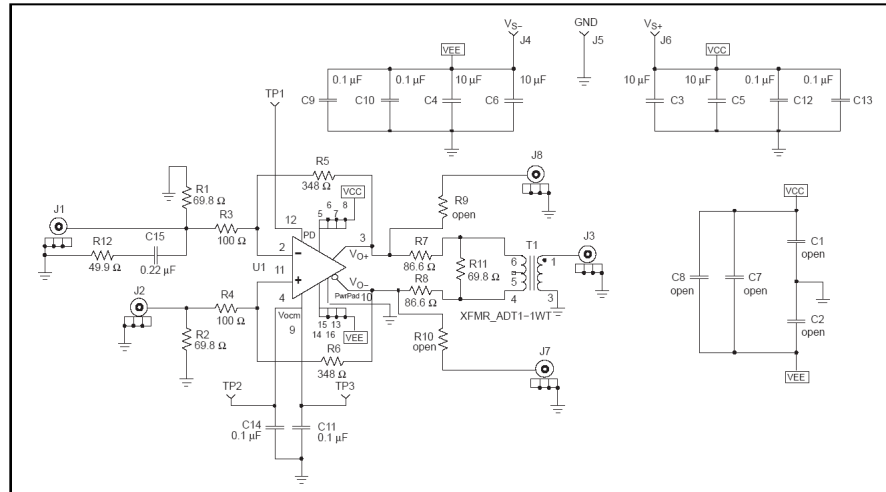 VS− GND VS+
J4 J5 J6
VEE VCC
0.1 µF 0.1 µF 10 µF 10 µF 10 µF 10 µF 0.1 µF 0.1 µF
C9 C10 C4 C6 C3 C5 C12 C13
TP1
R5
348 Ω
VCC
J8
R9
open
R1
69.8 Ω
J1
R3
100 Ω
12
PD
5 6 7 8
3
VO+
R7
86.6 Ω
T1
J3
C15
0.22 µF
R12
49.9 Ω
2
U1
11
−
+
4
R11
69.8 Ω
6
5
4
1
3
XFMR_ADT1−1WT
VO−
PwrPad 10
R8
86.6 Ω
J2
R4
100 Ω
R2
69.8 Ω
Vocm
9
15 13
14 16
VEE
R6
348 Ω
R10
open
J7
TP2 TP3
C14
0.1 µF
C11
0.1 µF
VCC
C1
open
C8
open
C7
open
C2
open
VEE